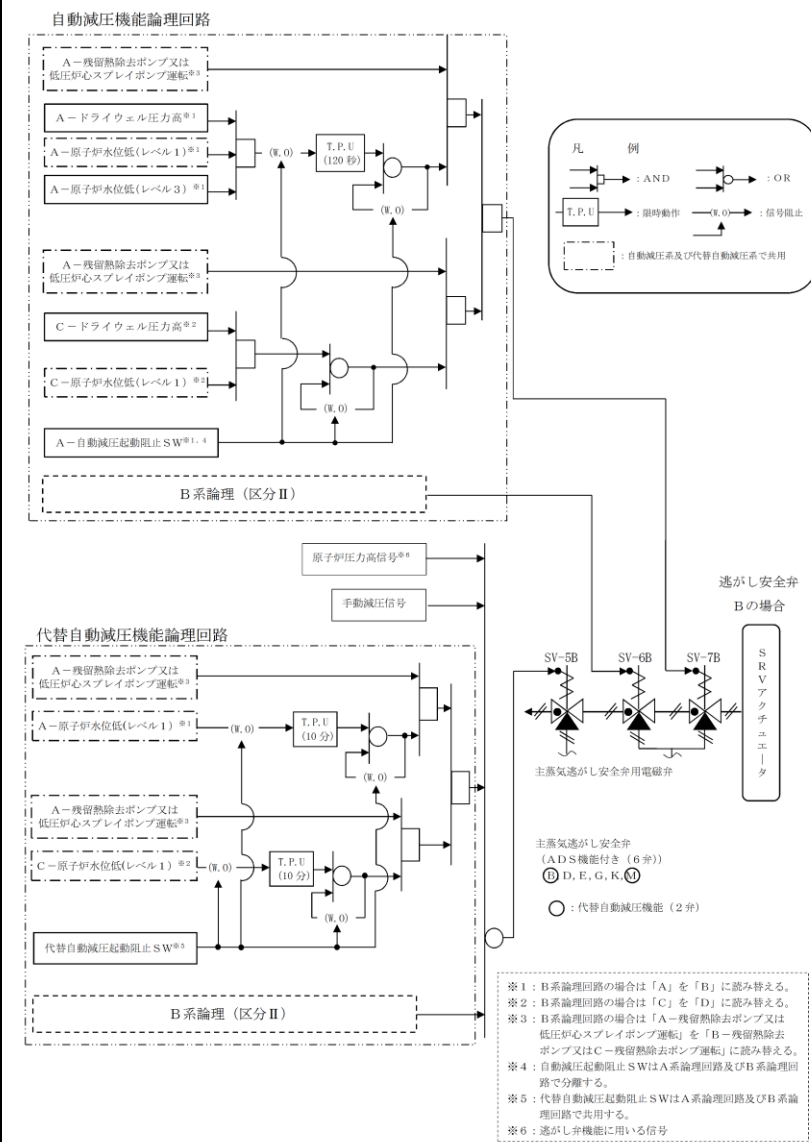 自動減圧機能論理回路
A－残留熱除去ポンプ又は
低圧炉心スプレイポンプ運転※3
A－ドライウェル圧力高※1
A－原子炉水位低(レベル1)※1
A－原子炉水位低(レベル3)※1
(W.O)
T.P.U
(120秒)
(W.O)
A－残留熱除去ポンプ又は
低圧炉心スプレイポンプ運転※3
C－ドライウェル圧力高※2
C－原子炉水位低(レベル1)※2
(W.O)
A－自動減圧起動阻止SW※1,4
B系論理（区分Ⅱ）
凡 例
：AND
：OR
T.P.U
：限時動作
(W.O)
：信号阻止
：自動減圧系及び代替自動減圧系で共用
原子炉圧力高信号※6
手動減圧信号
代替自動減圧機能論理回路
A－残留熱除去ポンプ又は
低圧炉心スプレイポンプ運転※3
A－原子炉水位低(レベル1)※1
(W.O)
T.P.U
(10分)
(W.O)
A－残留熱除去ポンプ又は
低圧炉心スプレイポンプ運転※3
C－原子炉水位低(レベル1)※2
(W.O)
T.P.U
(10分)
(W.O)
代替自動減圧起動阻止SW※5
B系論理（区分Ⅱ）
逃がし安全弁
Bの場合
SV-5B
SV-6B
SV-7B
SRVアクチュエータ
主蒸気逃がし安全弁用電磁弁
主蒸気逃がし安全弁
（ADS機能付き（6弁））
B, D, E, G, K, M
：代替自動減圧機能（2弁）
※1：B系論理回路の場合は「A」を「B」に読み替える。
※2：B系論理回路の場合は「C」を「D」に読み替える。
※3：B系論理回路の場合は「A－残留熱除去ポンプ又は
低圧炉心スプレイポンプ運転」を「B－残留熱除去
ポンプ又はC－残留熱除去ポンプ運転」に読み替える。
※4：自動減圧起動阻止SWはA系論理回路及びB系論理回
路で分離する。
※5：代替自動減圧起動阻止SWはA系論理回路及びB系論
理回路で共用する。
※6：逃がし弁機能に用いる信号